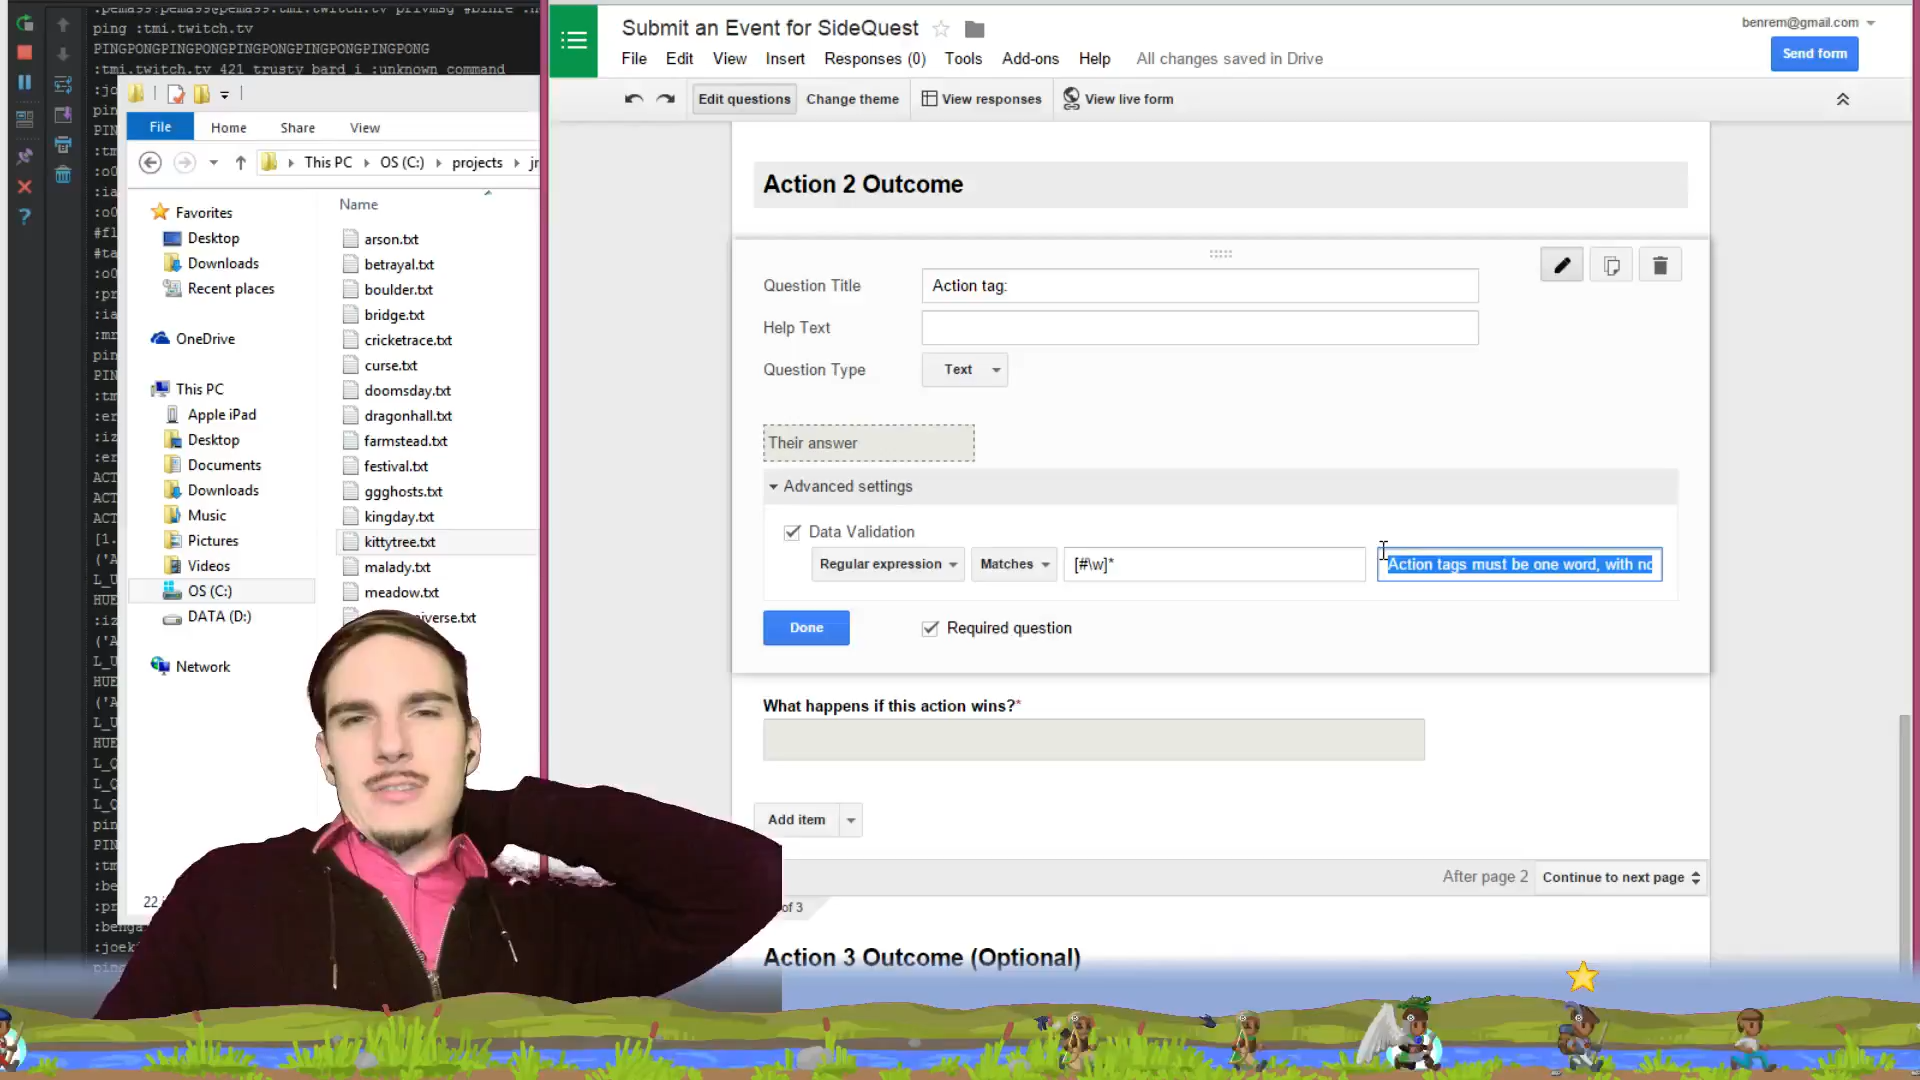 ping :tmi.twitch.tv
PINGPONGPINGPONGPINGPONGPINGPONGPINGPONG
:tmi.twitch.tv 421 trusty_bard i :unknown command
File
Home
Share
View
This PC
OS (C:)
projects
Name
Favorites
Desktop
Downloads
Recent places
OneDrive
This PC
Apple iPad
Desktop
Documents
Downloads
Music
Pictures
Videos
OS (C:)
DATA (D:)
Network
arson.txt
betrayal.txt
boulder.txt
bridge.txt
cricketrace.txt
curse.txt
doomsday.txt
dragonhall.txt
farmstead.txt
festival.txt
ggghosts.txt
kingday.txt
kittytree.txt
malady.txt
meadow.txt
iverse.txt
22
Submit an Event for SideQuest
benrem@gmail.com
File Edit View Insert Responses (0) Tools Add-ons Help All changes saved in Drive
Send form
Edit questions Change theme View responses View live form
Action 2 Outcome
Question Title Action tag:
Help Text
Question Type Text
Their answer
Advanced settings
Data Validation
Regular expression Matches [#\w]* Action tags must be one word, with no
Done Required question
What happens if this action wins?*
Add item
After page 2 Continue to next page
of 3
Action 3 Outcome (Optional)